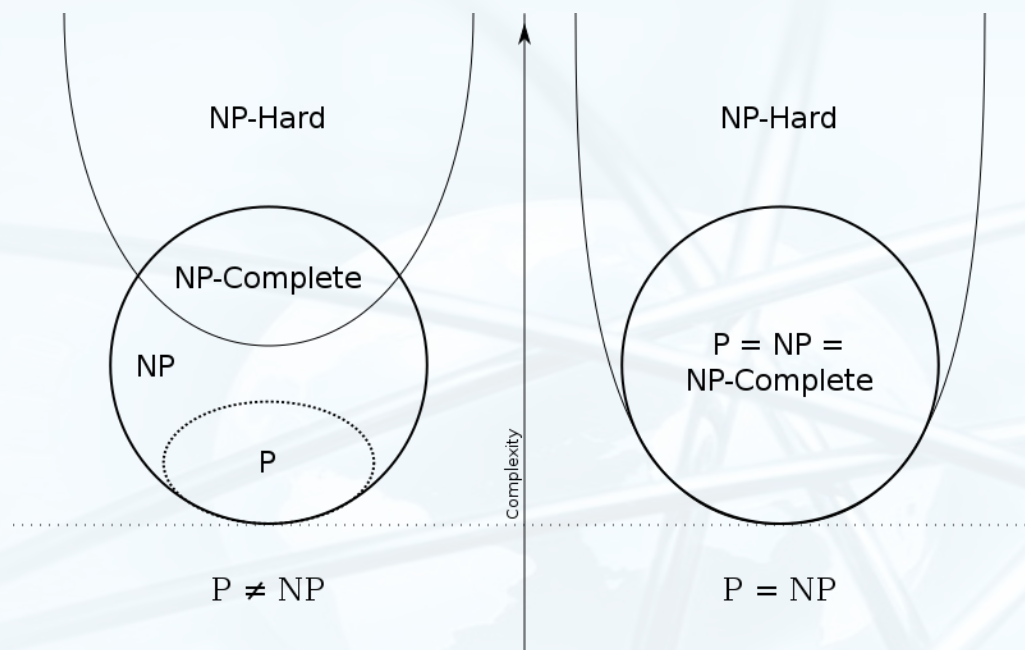 NP-Hard
NP-Complete
NP
P
P ≠ NP
Complexity
NP-Hard
P = NP =
NP-Complete
P = NP